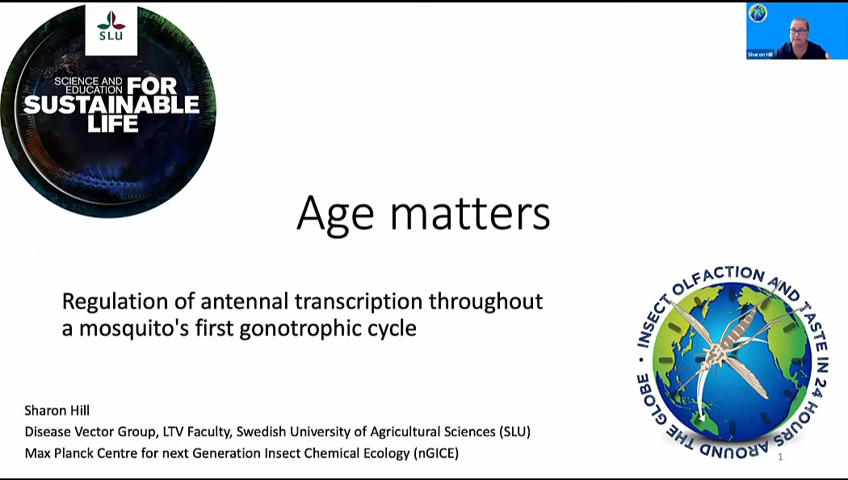 SLU
SCIENCE AND
EDUCATION FOR
SUSTAINABLE
LIFE
Sharon Hill
Age matters
Regulation of antennal transcription throughout
a mosquito's first gonotrophic cycle
INSECT OLFACTION AND TASTE IN 24 HOURS AROUND THE GLOBE •
Sharon Hill
Disease Vector Group, LTV Faculty, Swedish University of Agricultural Sciences (SLU)
Max Planck Centre for next Generation Insect Chemical Ecology (nGICE)
1